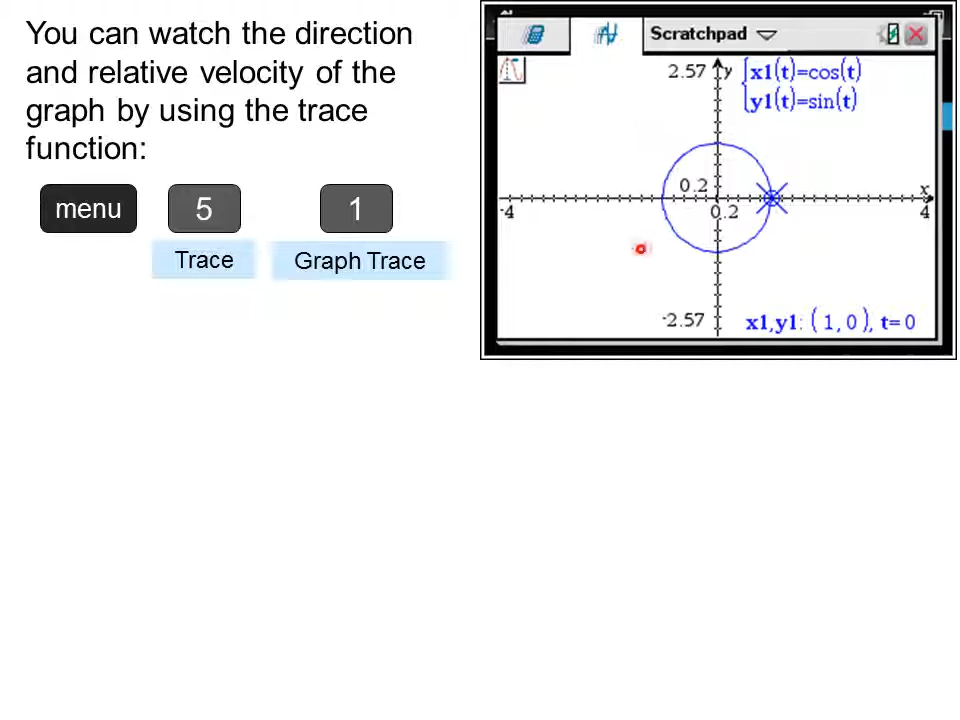 You can watch the direction
and relative velocity of the
graph by using the trace
function:
menu 5 1
Trace Graph Trace
Scratchpad
2.57 y
x1(t)=cos(t)
y1(t)=sin(t)
0.2
x
-4 0.2 4
-2.57
x1,y1: (1,0), t=0